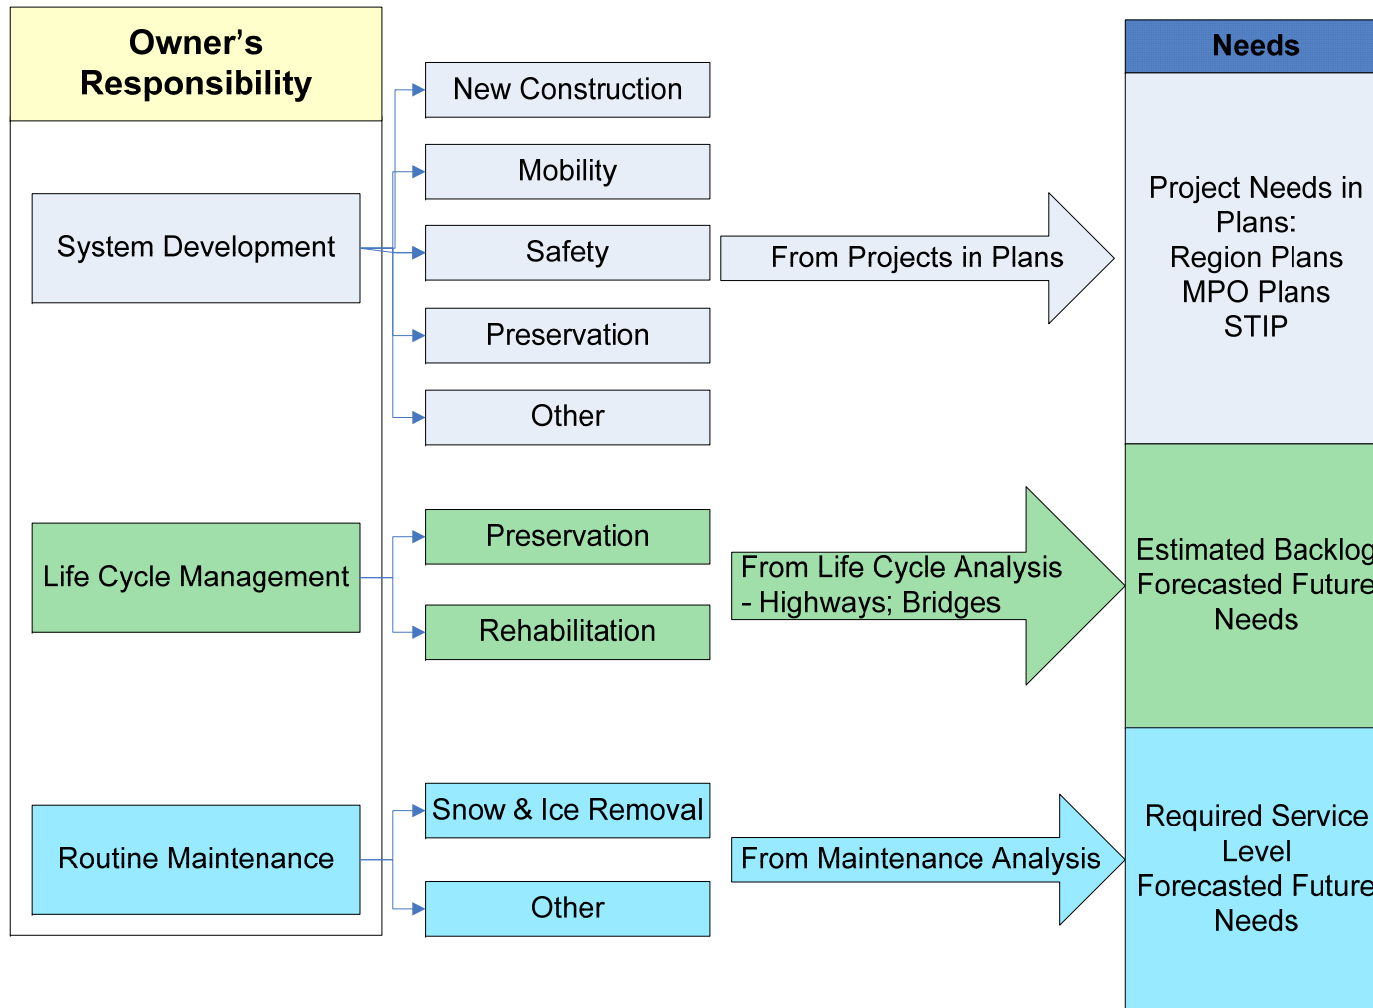 Owner's
Responsibility
Needs
New Construction
Mobility
System Development
Safety
Preservation
Other
From Projects in Plans
Project Needs in
Plans:
Region Plans
MPO Plans
STIP
Life Cycle Management
Preservation
Rehabilitation
From Life Cycle Analysis
- Highways; Bridges
Estimated Backlog
Forecasted Future
Needs
Routine Maintenance
Snow & Ice Removal
Other
From Maintenance Analysis
Required Service
Level
Forecasted Future
Needs